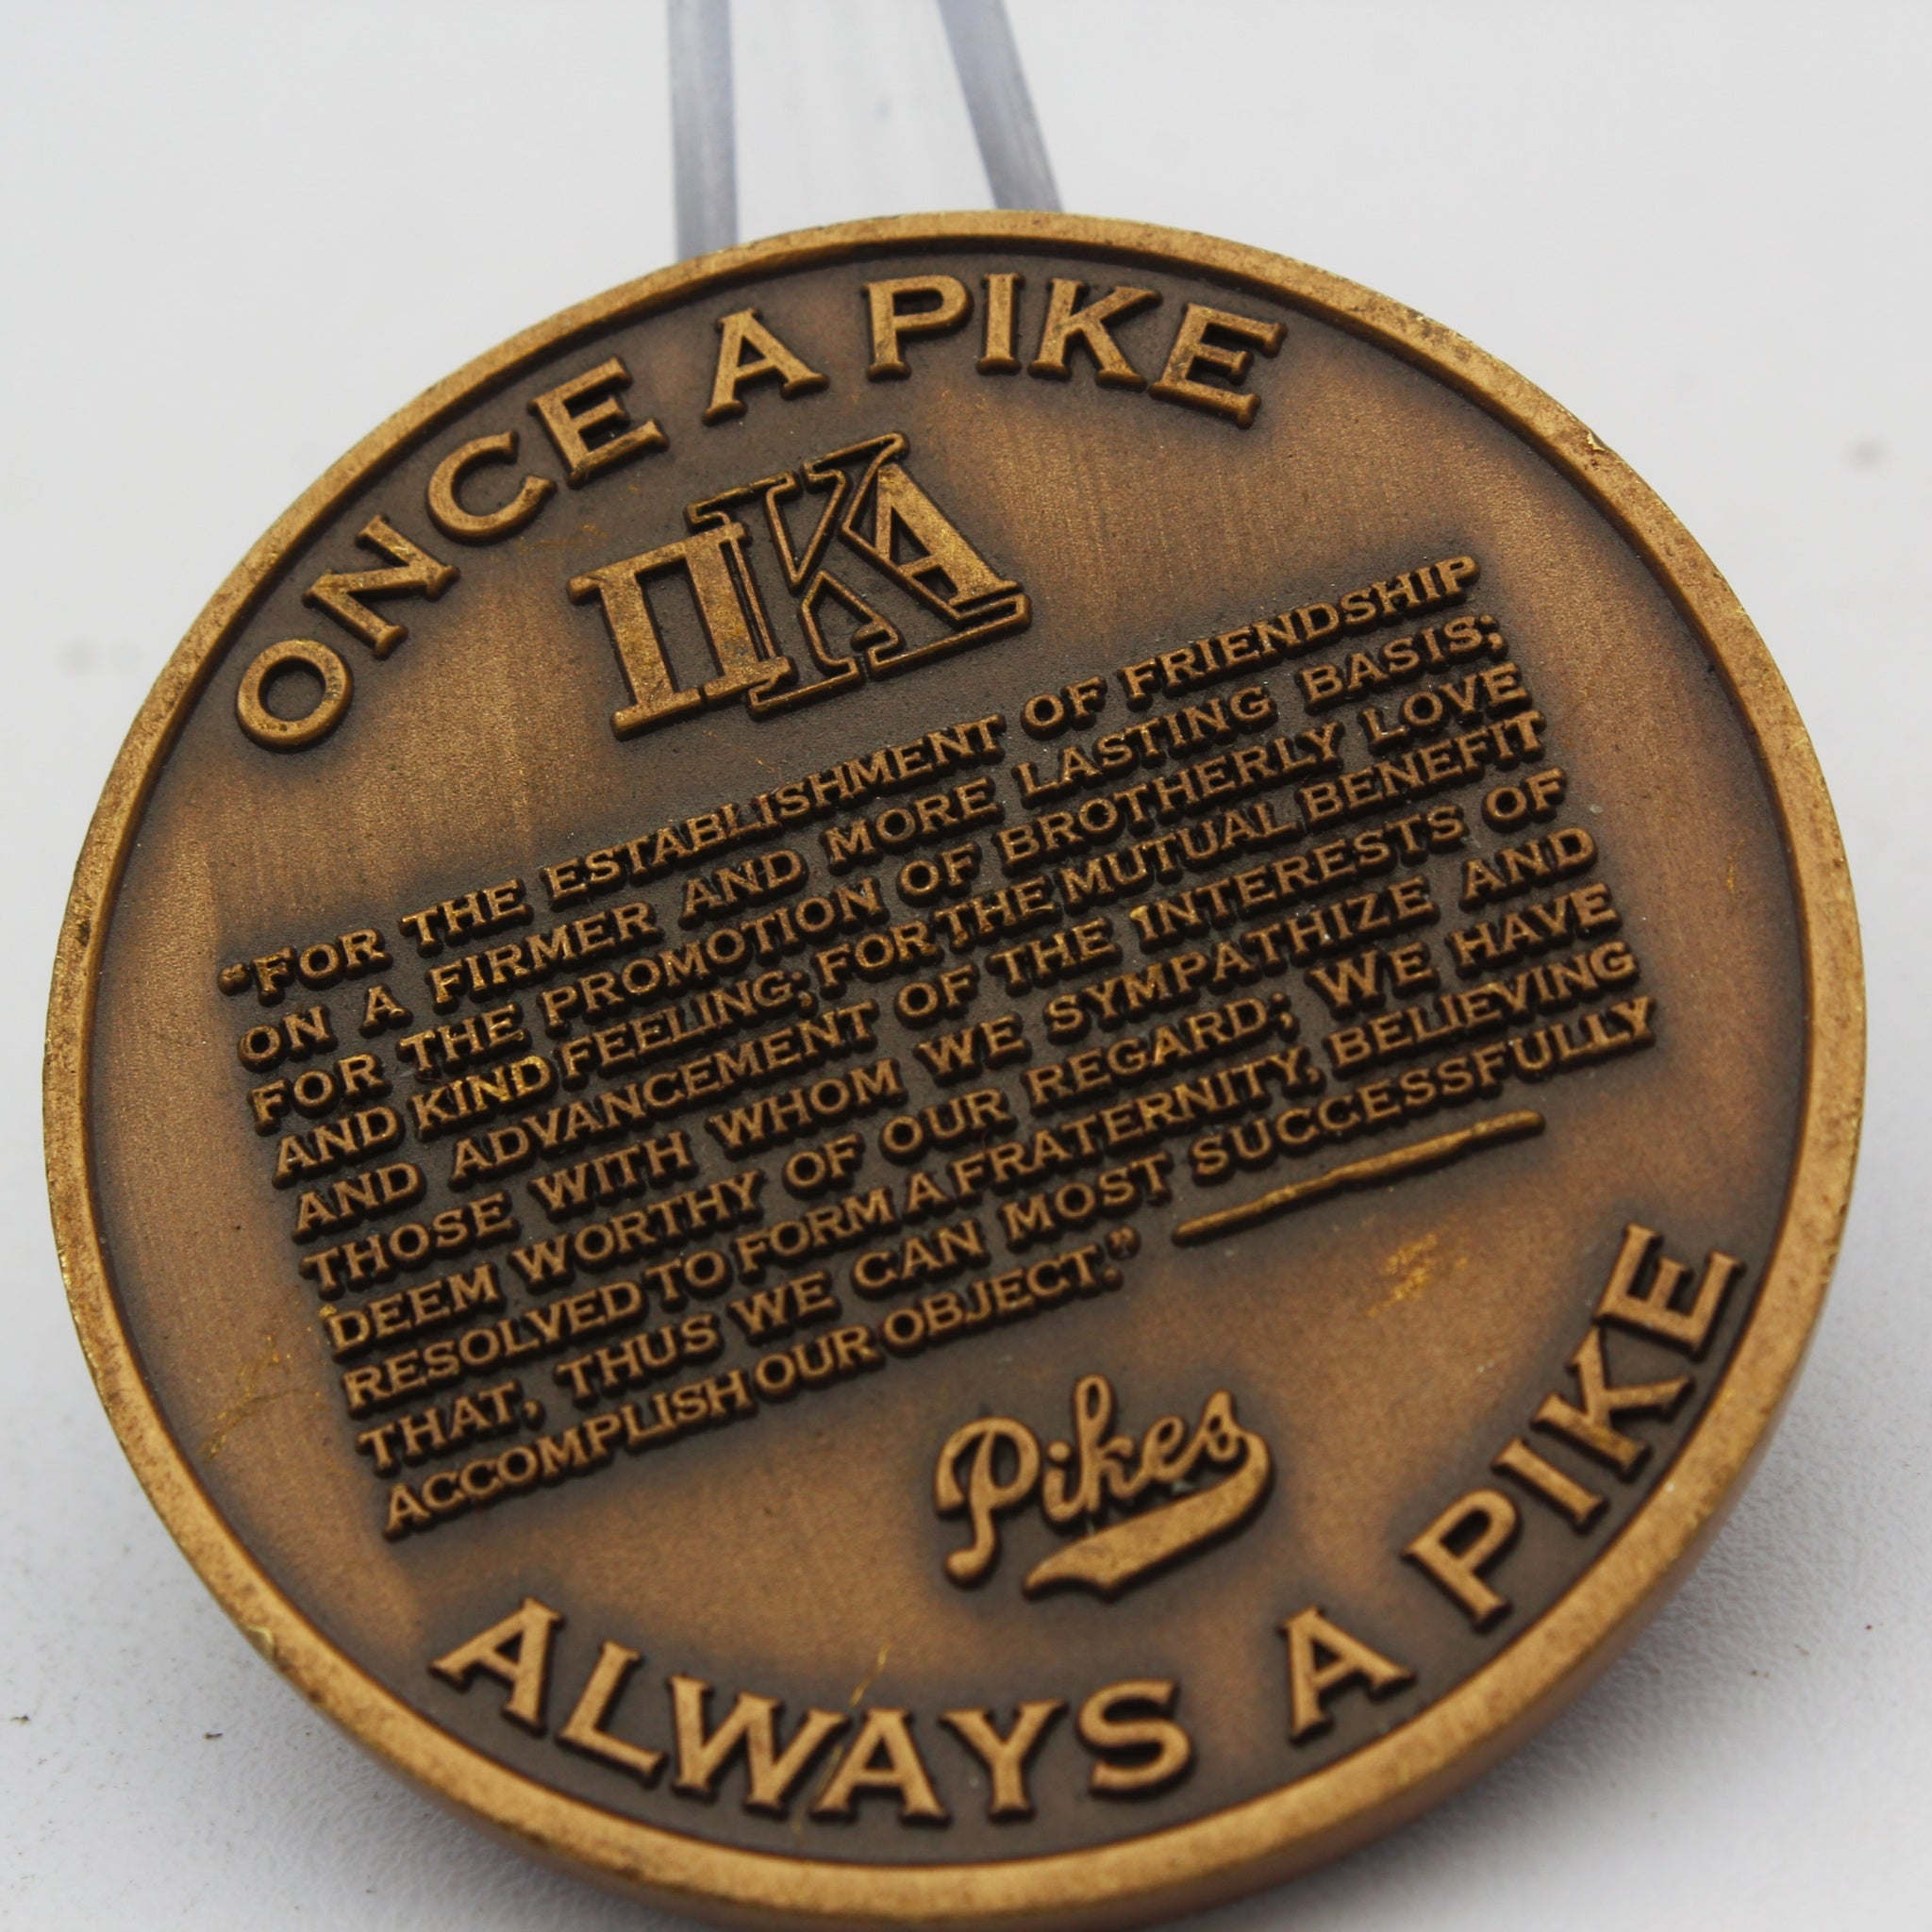 ONCE A PIKE
ΠΚΑ
"FOR THE ESTABLISHMENT OF FRIENDSHIP
ON A FIRMER AND MORE LASTING BASIS;
FOR THE PROMOTION OF BROTHERLY LOVE
AND KIND FEELING; FOR THE MUTUAL BENEFIT
AND ADVANCEMENT OF THE INTERESTS OF
THOSE WITH WHOM WE SYMPATHIZE AND
DEEM WORTHY OF OUR REGARD; WE HAVE
RESOLVED TO FORM A FRATERNITY, BELIEVING
THAT, THUS WE CAN MOST SUCCESSFULLY
ACCOMPLISH OUR OBJECT."
Pikes
ALWAYS A PIKE